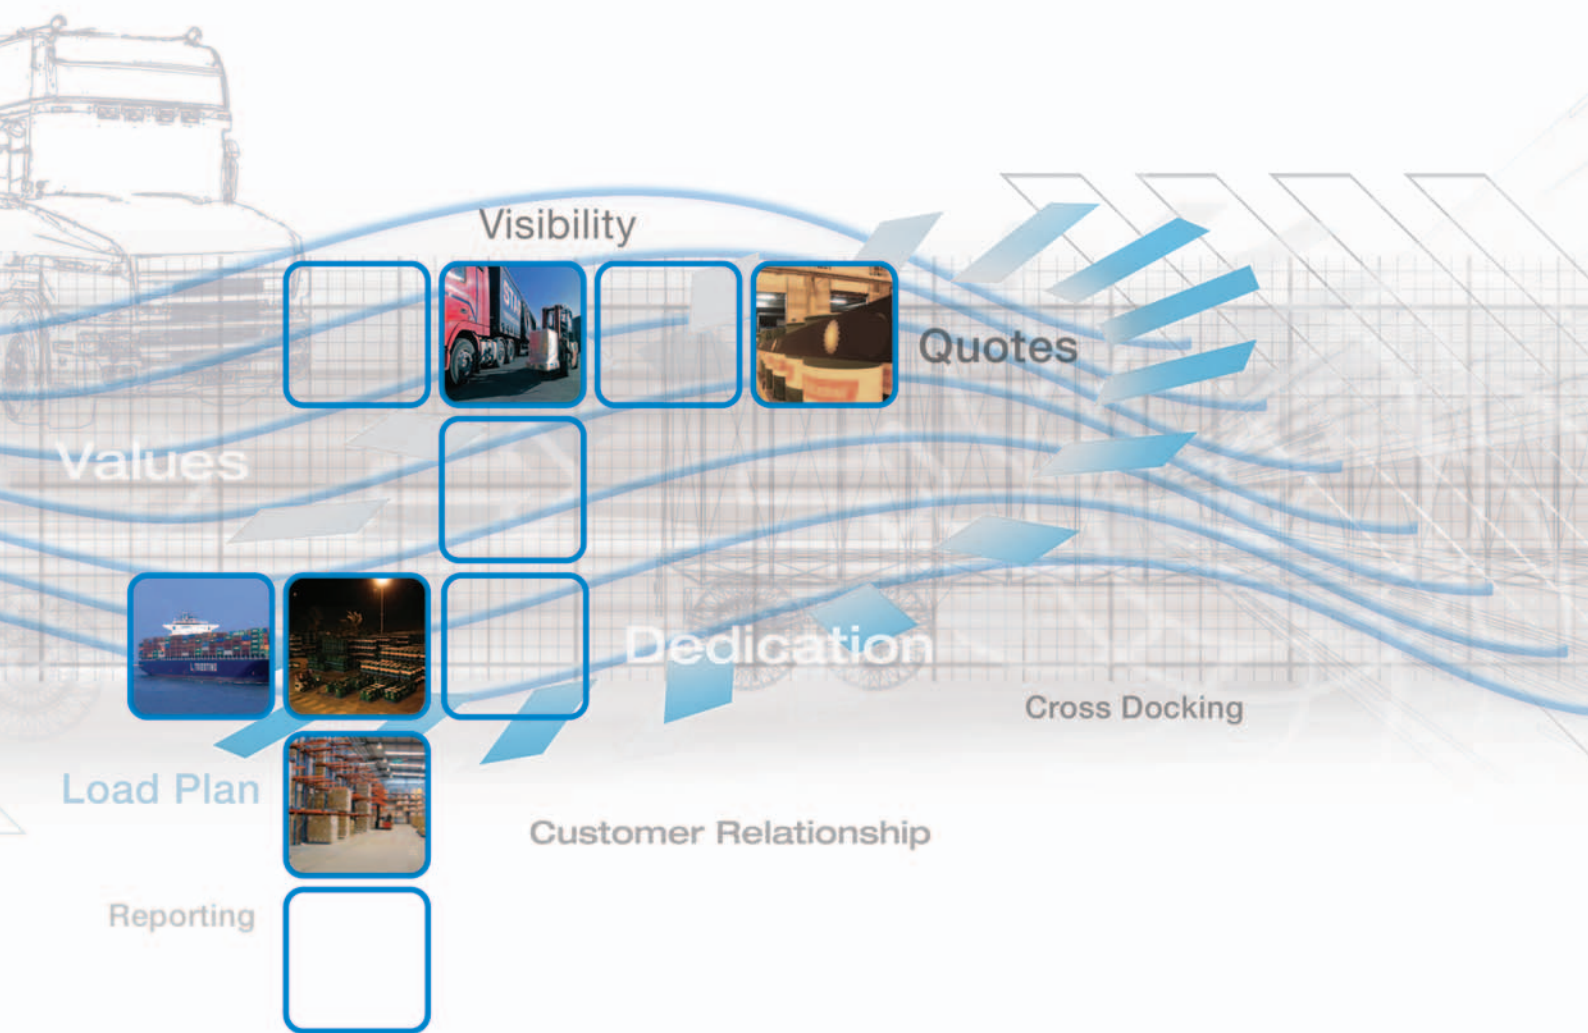 Visibility
Quotes
Values
Dedication
Cross Docking
Load Plan
Customer Relationship
Reporting